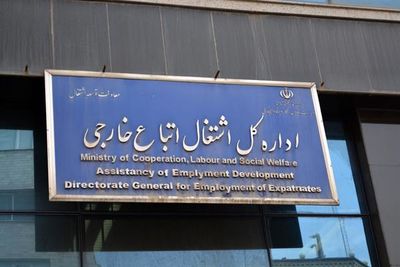 معاونت توسعه اشتغال
اداره کل اشتغال اتباع خارجی
Ministry of Cooperation, Labour and Social Welfare
Assistancy of Emplyment Development
Directorate General for Employment of Expatriates